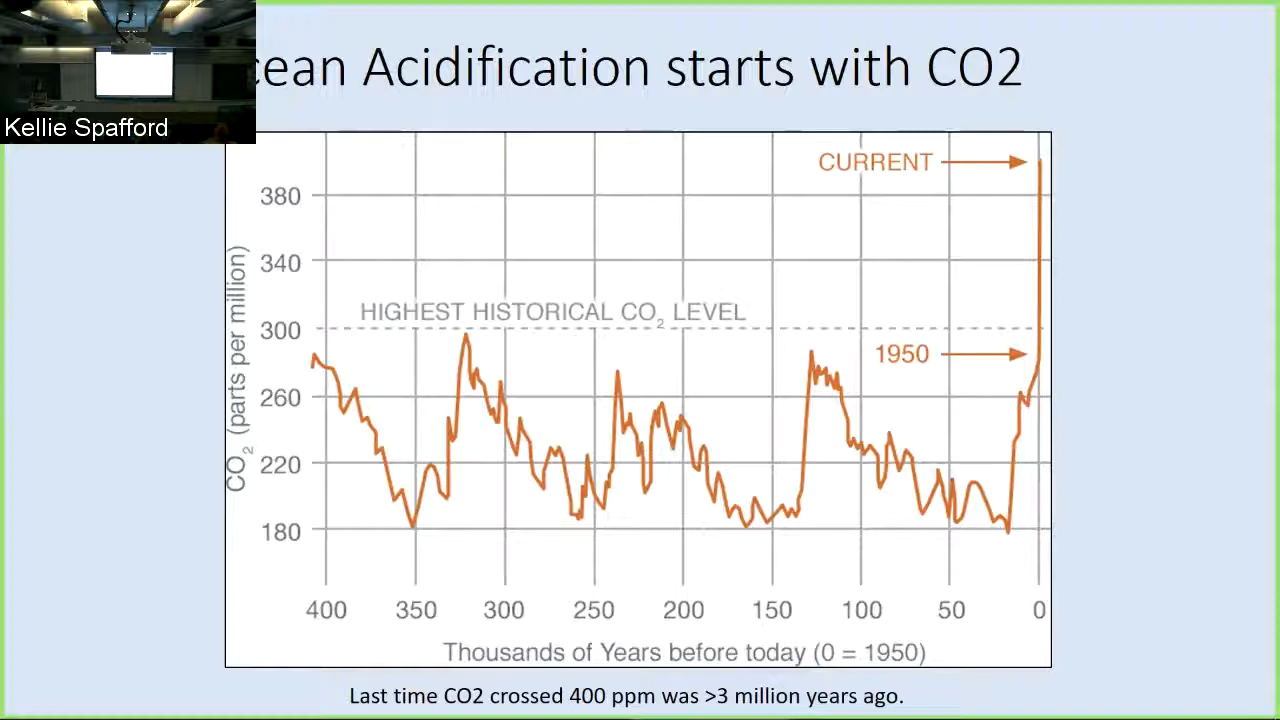 cean Acidification starts with CO2
Kellie Spafford
CURRENT
380
340
HIGHEST HISTORICAL CO₂ LEVEL
300
1950
260
220
180
CO₂ (parts per million)
400 350 300 250 200 150 100 50 0
Thousands of Years before today (0 = 1950)
Last time CO2 crossed 400 ppm was >3 million years ago.